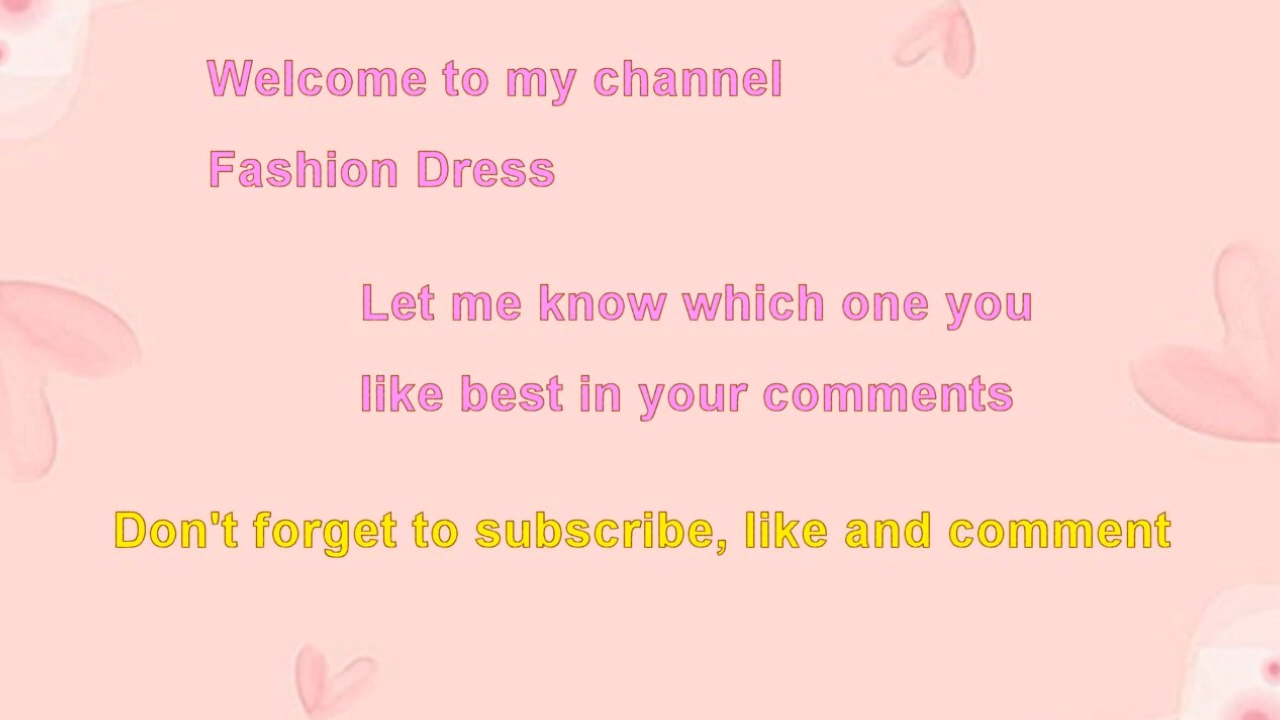 Welcome to my channel
Fashion Dress
Let me know which one you
like best in your comments
Don't forget to subscribe, like and comment